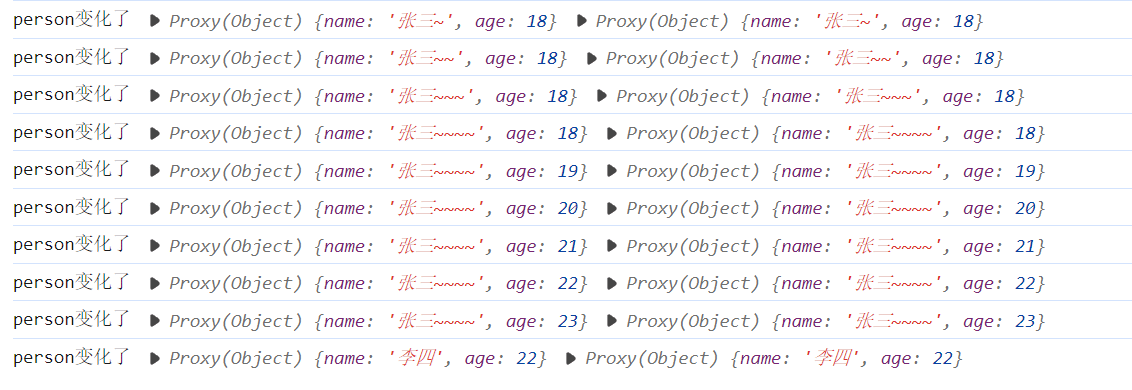 person变化了 ▶ Proxy(Object) {name: '张三~', age: 18} ▶ Proxy(Object) {name: '张三~', age: 18}
person变化了 ▶ Proxy(Object) {name: '张三~~', age: 18} ▶ Proxy(Object) {name: '张三~~', age: 18}
person变化了 ▶ Proxy(Object) {name: '张三~~~', age: 18} ▶ Proxy(Object) {name: '张三~~~', age: 18}
person变化了 ▶ Proxy(Object) {name: '张三~~~~', age: 18} ▶ Proxy(Object) {name: '张三~~~~', age: 18}
person变化了 ▶ Proxy(Object) {name: '张三~~~~', age: 19} ▶ Proxy(Object) {name: '张三~~~~', age: 19}
person变化了 ▶ Proxy(Object) {name: '张三~~~~', age: 20} ▶ Proxy(Object) {name: '张三~~~~', age: 20}
person变化了 ▶ Proxy(Object) {name: '张三~~~~', age: 21} ▶ Proxy(Object) {name: '张三~~~~', age: 21}
person变化了 ▶ Proxy(Object) {name: '张三~~~~', age: 22} ▶ Proxy(Object) {name: '张三~~~~', age: 22}
person变化了 ▶ Proxy(Object) {name: '张三~~~~', age: 23} ▶ Proxy(Object) {name: '张三~~~~', age: 23}
person变化了 ▶ Proxy(Object) {name: '李四', age: 22} ▶ Proxy(Object) {name: '李四', age: 22}